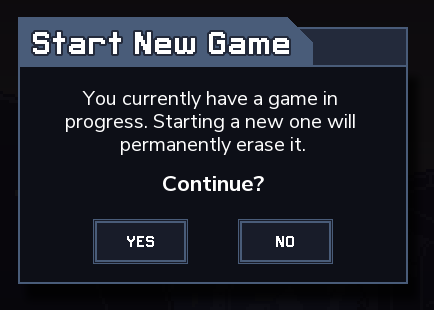 Start New Game
You currently have a game in
progress. Starting a new one will
permanently erase it.
Continue?
YES
NO